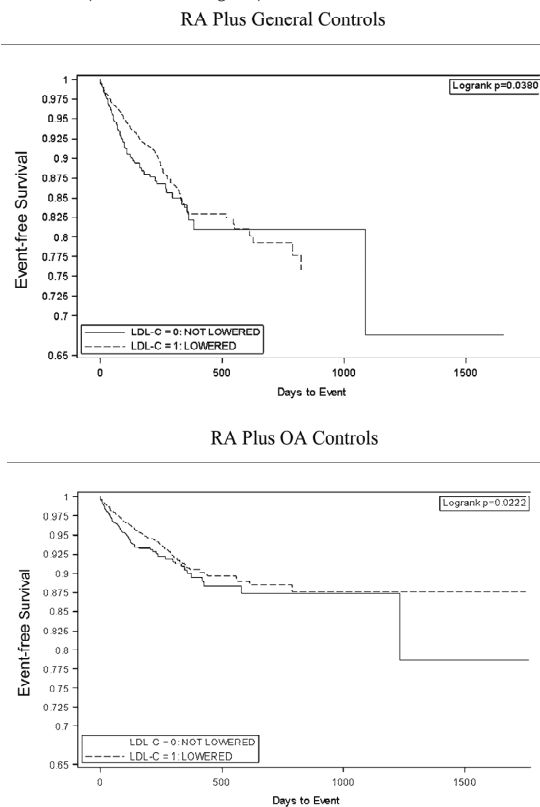 RA Plus General Controls
Logrank p=0.0380
Event-free Survival
1
0.975
0.95
0.925
0.9
0.875
0.85
0.825
0.8
0.775
0.75
0.725
0.7
0.65
LDL-C = 0: NOT LOWERED
LDL-C = 1: LOWERED
0 500 1000 1500
Days to Event
RA Plus OA Controls
Logrank p=0.0222
Event-free Survival
1
0.975
0.95
0.925
0.9
0.875
0.85
0.826
0.8
0.775
0.75
0.725
0.7
0.65
LDL-C = 0: NOT LOWERED
LDL-C = 1: LOWERED
0 500 1000 1500
Days to Event